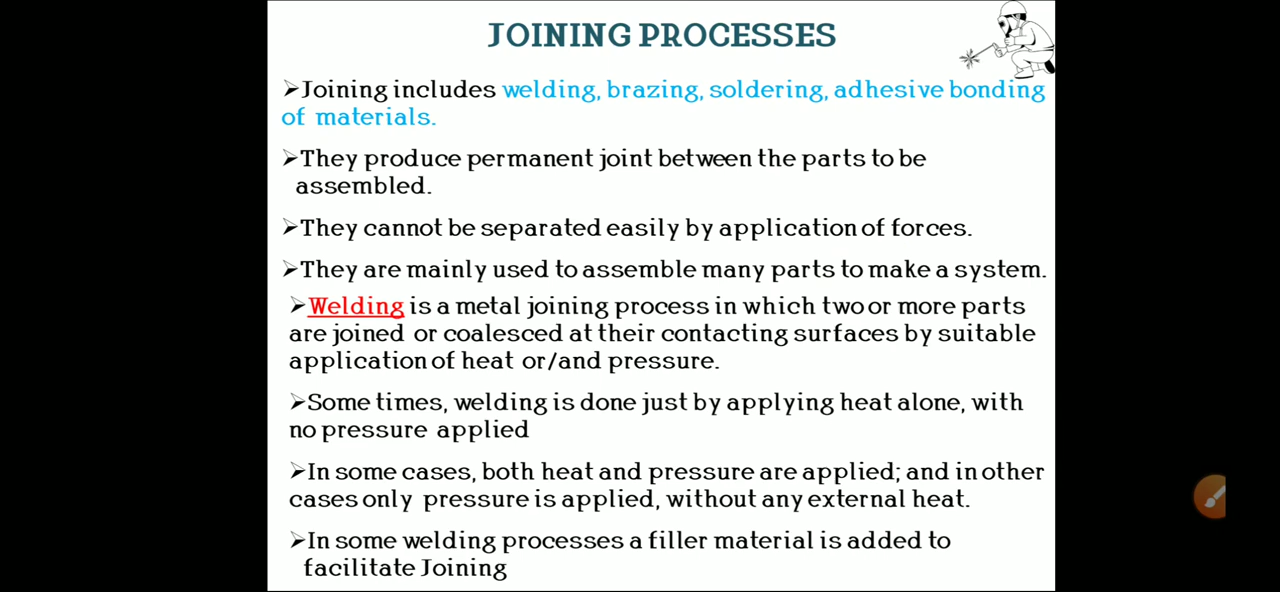 JOINING PROCESSES
➢Joining includes welding, brazing, soldering, adhesive bonding
of materials.
➢They produce permanent joint between the parts to be
assembled.
➢They cannot be separated easily by application of forces.
➢They are mainly used to assemble many parts to make a system.
➢Welding is a metal joining process in which two or more parts
are joined or coalesced at their contacting surfaces by suitable
application of heat or/and pressure.
➢Some times, welding is done just by applying heat alone, with
no pressure applied
➢In some cases, both heat and pressure are applied; and in other
cases only pressure is applied, without any external heat.
➢In some welding processes a filler material is added to
facilitate Joining